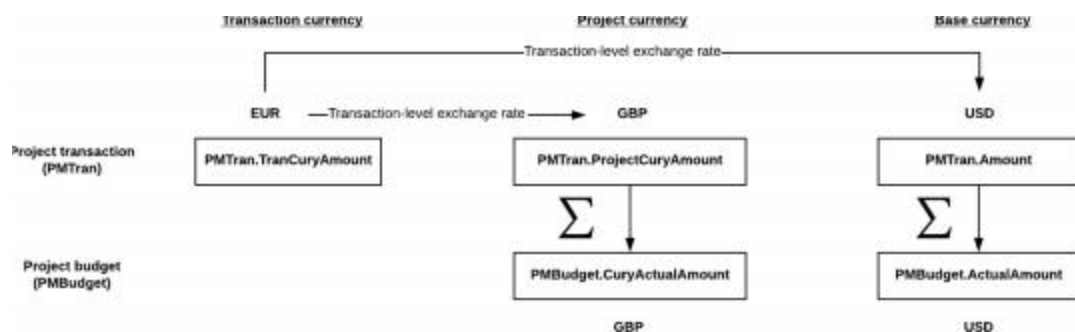 Transaction currency Project currency Base currency
Transaction-level exchange rate
EUR Transaction-level exchange rate GBP USD
Project transaction
(PMTran)
PMTran.TranCuryAmount PMTran.ProjectCuryAmount PMTran.Amount
∑ ∑
Project budget
(PMBudget)
PMBudget.CuryActualAmount PMBudget.ActualAmount
GBP USD